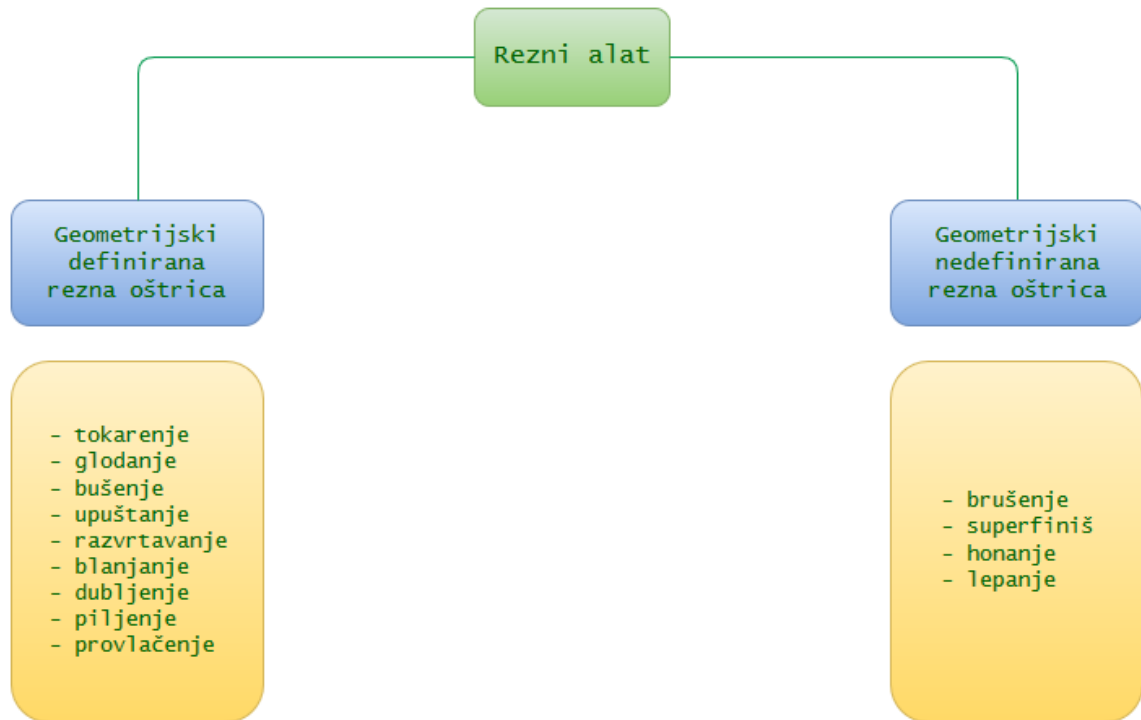 Rezni alat
Geometrijski
definirana
rezna oštrica
Geometrijski
nedefinirana
rezna oštrica
- tokarenje
- glodanje
- bušenje
- upuštanje
- razvrtavanje
- blanjanje
- dubljenje
- piljenje
- provlačenje
- brušenje
- superfiniš
- honanje
- lepanje